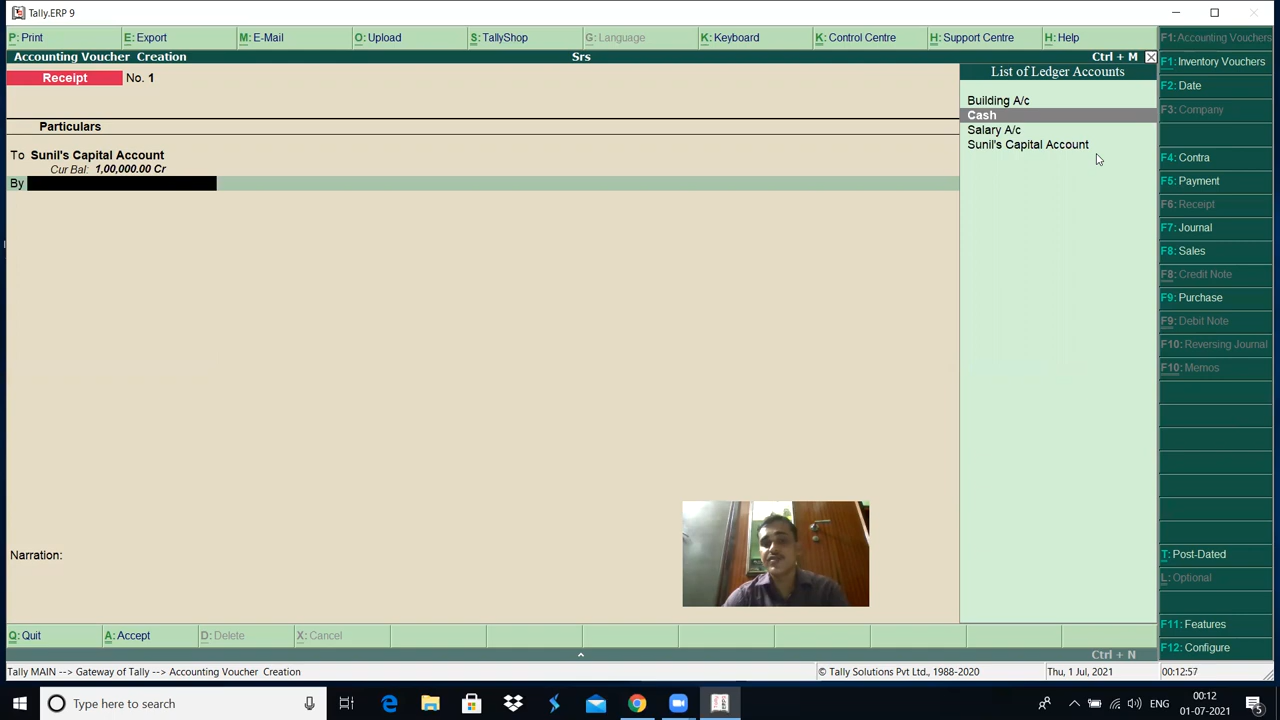 Tally.ERP 9
P: Print
E: Export
M: E-Mail
O: Upload
S: TallyShop
G: Language
K: Keyboard
K: Control Centre
H: Support Centre
H: Help
Accounting Voucher Creation
Srs
Ctrl + M
Receipt No. 1
Particulars
To Sunil's Capital Account
Cur Bal: 1,00,000.00 Cr
By
Narration:
List of Ledger Accounts
Building A/c
Cash
Salary A/c
Sunil's Capital Account
F1: Accounting Vouchers
F1: Inventory Vouchers
F2: Date
F3: Company
F4: Contra
F5: Payment
F6: Receipt
F7: Journal
F8: Sales
F8: Credit Note
F9: Purchase
F9: Debit Note
F10: Reversing Journal
F10: Memos
T: Post-Dated
L: Optional
F11: Features
F12: Configure
Q: Quit
A: Accept
D: Delete
X: Cancel
Ctrl + N
Tally MAIN --> Gateway of Tally --> Accounting Voucher Creation
© Tally Solutions Pvt Ltd., 1988-2020
Thu, 1 Jul, 2021
00:12:57
Type here to search
ENG
00:12
01-07-2021
5